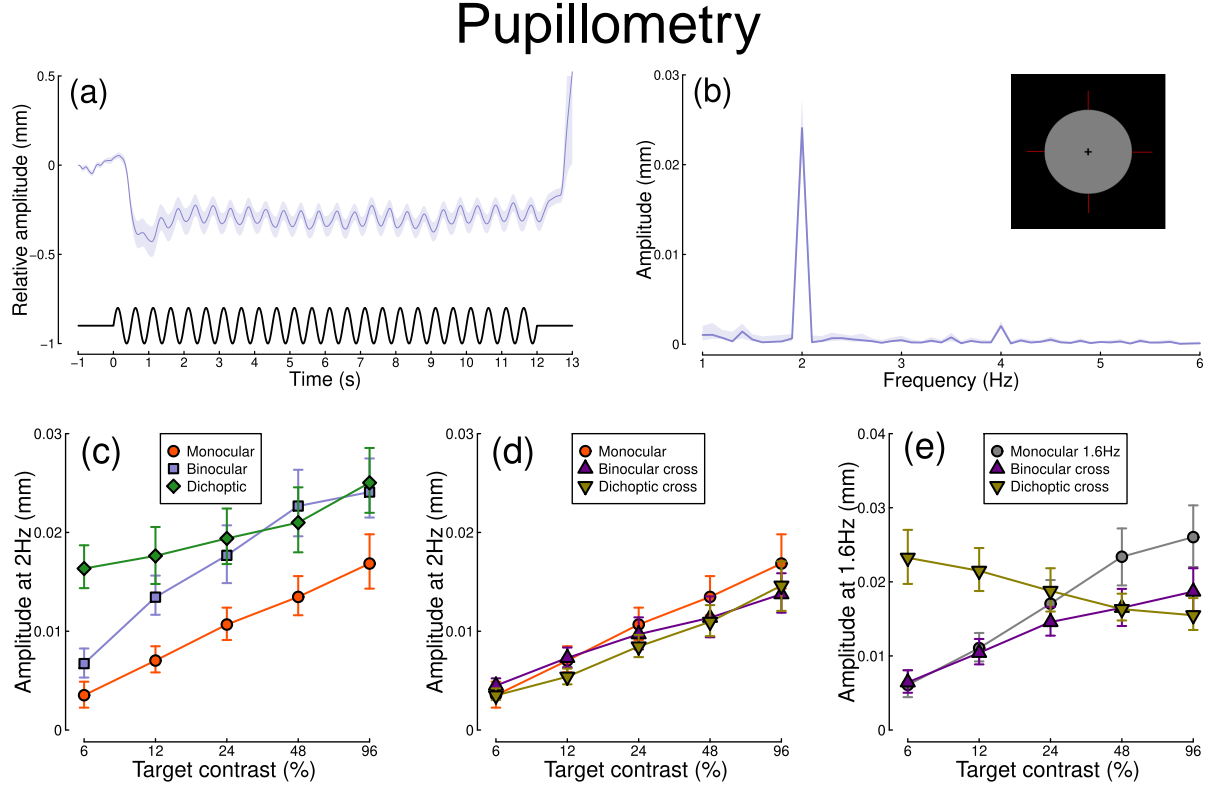 Pupillometry
(a)
0.5
0
−0.5
−1
Relative amplitude (mm)
−1 0 1 2 3 4 5 6 7 8 9 10 11 12 13
Time (s)
(b)
0.03
0.02
0.01
0
Amplitude (mm)
1 2 3 4 5 6
Frequency (Hz)
(c)
Monocular
Binocular
Dichoptic
0.03
0.02
0.01
0
Amplitude at 2Hz (mm)
6 12 24 48 96
Target contrast (%)
(d)
Monocular
Binocular cross
Dichoptic cross
0.03
0.02
0.01
0
Amplitude at 2Hz (mm)
6 12 24 48 96
Target contrast (%)
(e)
Monocular 1.6Hz
Binocular cross
Dichoptic cross
0.04
0.03
0.02
0.01
0
Amplitude at 1.6Hz (mm)
6 12 24 48 96
Target contrast (%)